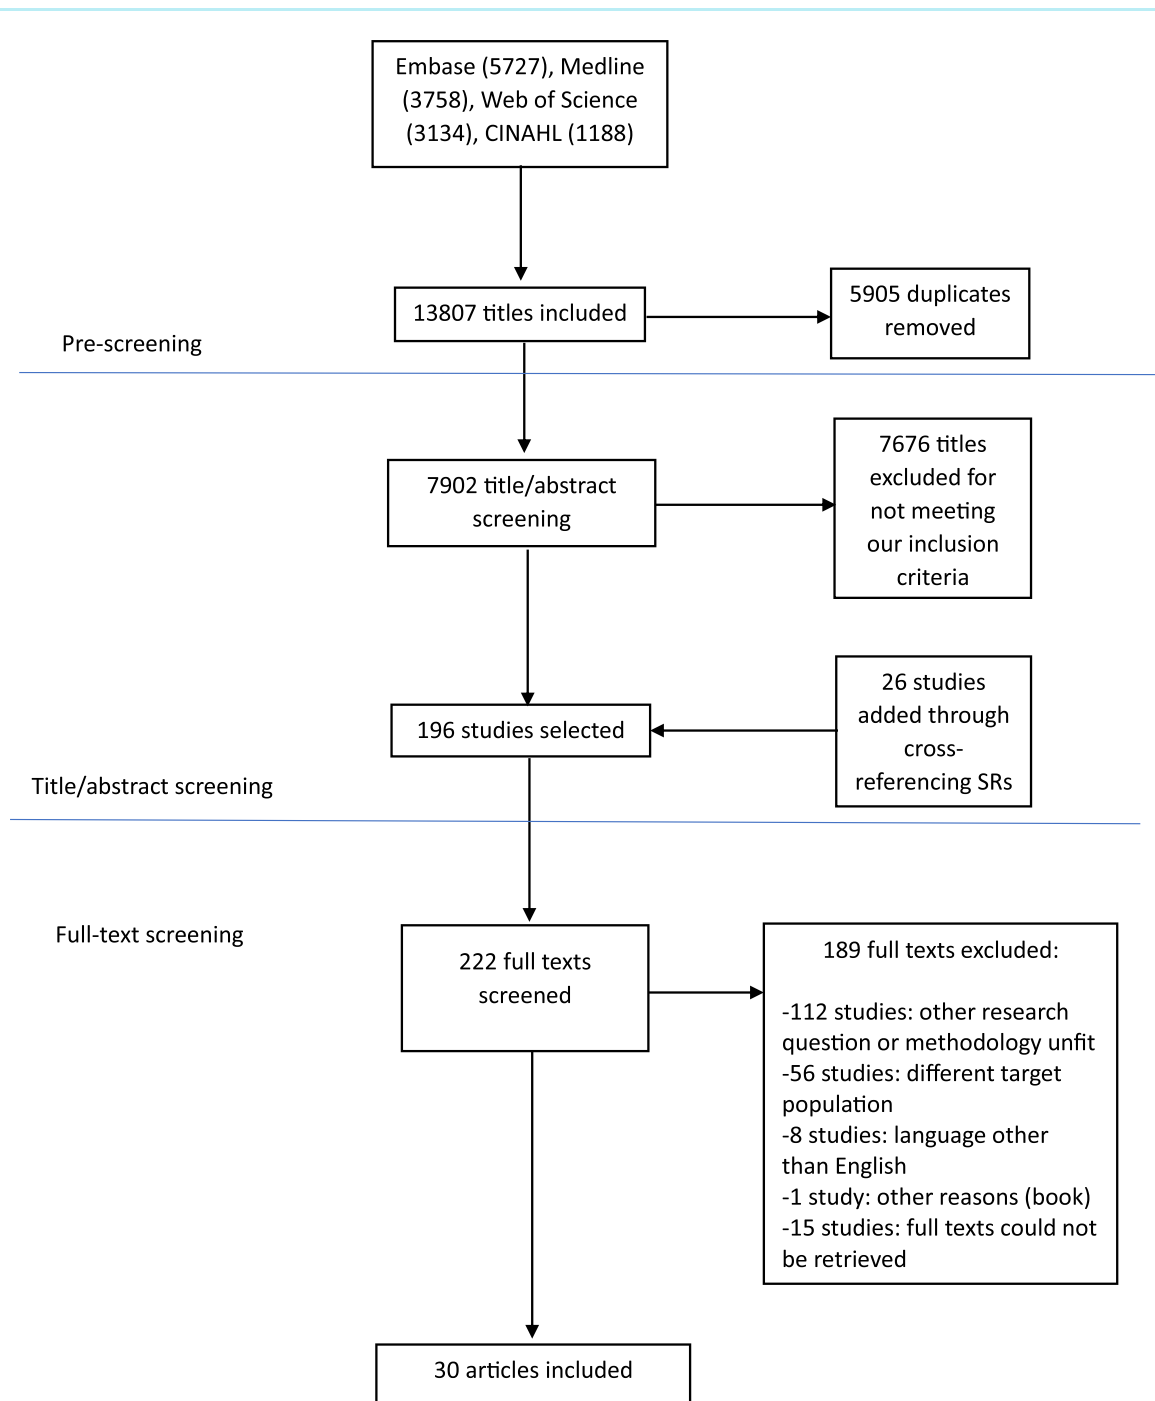 Embase (5727), Medline
(3758), Web of Science
(3134), CINAHL (1188)
13807 titles included
5905 duplicates
removed
Pre-screening
7902 title/abstract
screening
7676 titles
excluded for
not meeting
our inclusion
criteria
196 studies selected
26 studies
added through
cross-
referencing SRs
Title/abstract screening
Full-text screening
222 full texts
screened
189 full texts excluded:
-112 studies: other research
question or methodology unfit
-56 studies: different target
population
-8 studies: language other
than English
-1 study: other reasons (book)
-15 studies: full texts could not
be retrieved
30 articles included